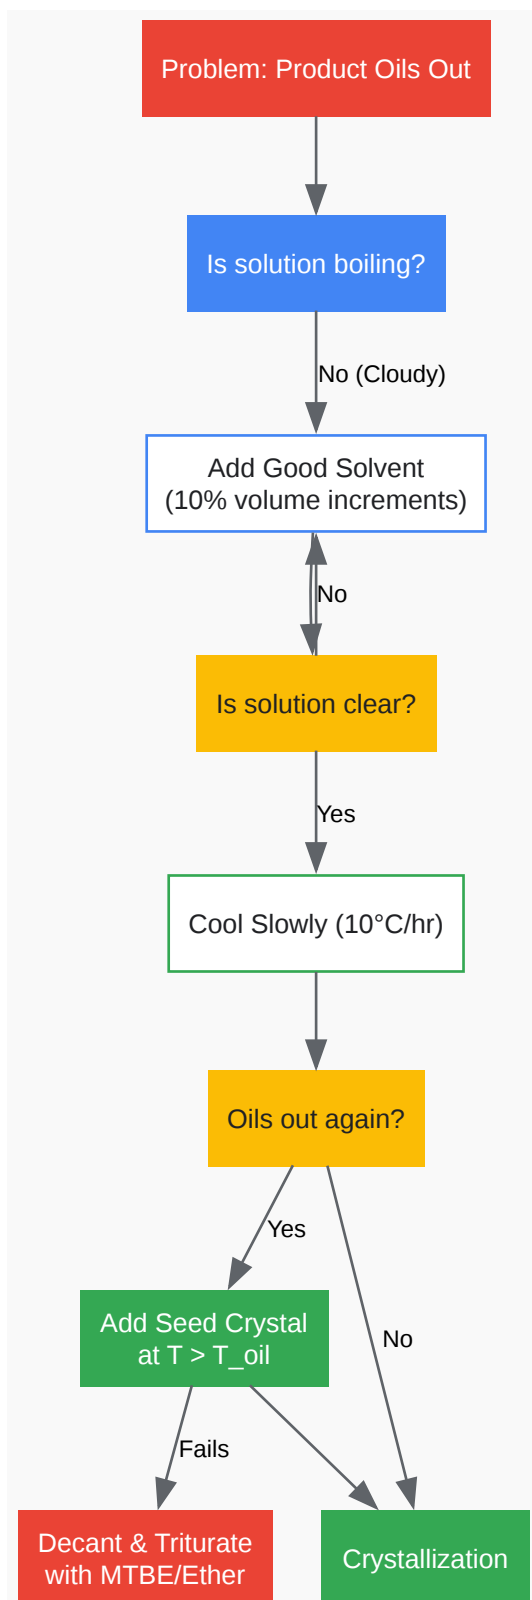 Problem: Product Oils Out
Is solution boiling?
No (Cloudy)
Add Good Solvent
(10% volume increments)
No
Is solution clear?
Yes
Cool Slowly (10°C/hr)
Oils out again?
Yes
Add Seed Crystal
at T > T_oil
No
Fails
Decant & Triturate
with MTBE/Ether
Crystallization